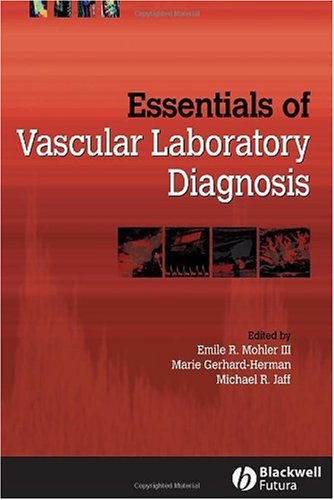 Essentials of
Vascular Laboratory
Diagnosis
Edited by
Emile R. Mohler III
Marie Gerhard-Herman
Michael R. Jaff
Blackwell
Futura